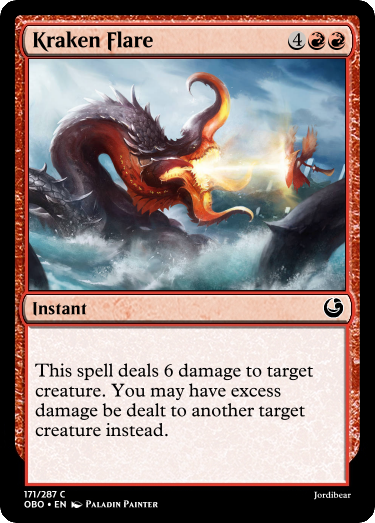 Kraken Flare 4
Instant
This spell deals 6 damage to target
creature. You may have excess
damage be dealt to another target
creature instead.
171/287 C
OBO • EN Paladin Painter
Jordibear